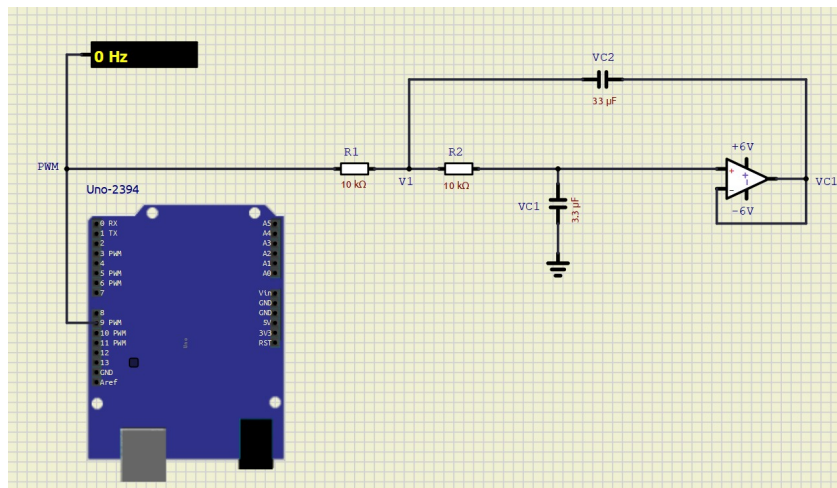 0 Hz
VC2
33 µF
PWM
R1
10 kΩ
V1
R2
10 kΩ
VC1
3.3 µF
+6V
+
-
+
-
-6V
VC1
Uno-2394
0 RX
1 TX
2
3 PWM
4
5 PWM
6 PWM
7
8
9 PWM
10 PWM
11 PWM
12
13
GND
Aref
A5
A4
A3
A2
A1
A0
Vin
GND
GND
5V
3V3
RST